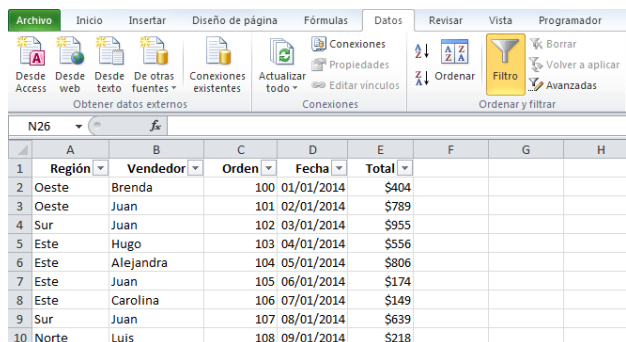 Archivo Inicio Insertar Diseño de página Fórmulas Datos Revisar Vista Programador
Desde Access Desde web Desde texto De otras fuentes Conexiones existentes Actualizar todo Conexiones Propiedades Editar vínculos Ordenar Filtro Borrar Volver a aplicar Avanzadas
Obtener datos externos Conexiones Ordenar y filtrar
N26 fx
A B C D E F G H
1 Región Vendedor Orden Fecha Total
2 Oeste Brenda 100 01/01/2014 $404
3 Oeste Juan 101 02/01/2014 $789
4 Sur Juan 102 03/01/2014 $955
5 Este Hugo 103 04/01/2014 $556
6 Este Alejandra 104 05/01/2014 $806
7 Este Juan 105 06/01/2014 $174
8 Este Carolina 106 07/01/2014 $149
9 Sur Juan 107 08/01/2014 $639
10 Norte Luis 108 09/01/2014 $218